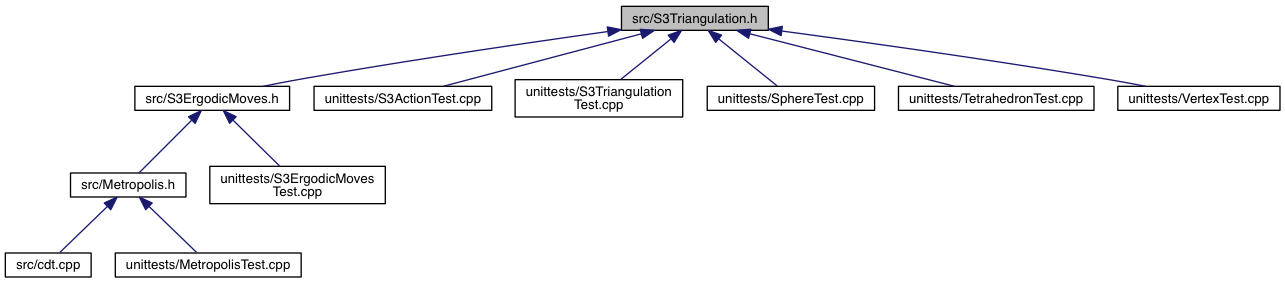 src/S3Triangulation.h
src/S3ErgodicMoves.h
unittests/S3ActionTest.cpp
unittests/S3Triangulation
Test.cpp
unittests/SphereTest.cpp
unittests/TetrahedronTest.cpp
unittests/VertexTest.cpp
src/Metropolis.h
unittests/S3ErgodicMoves
Test.cpp
src/cdt.cpp
unittests/MetropolisTest.cpp